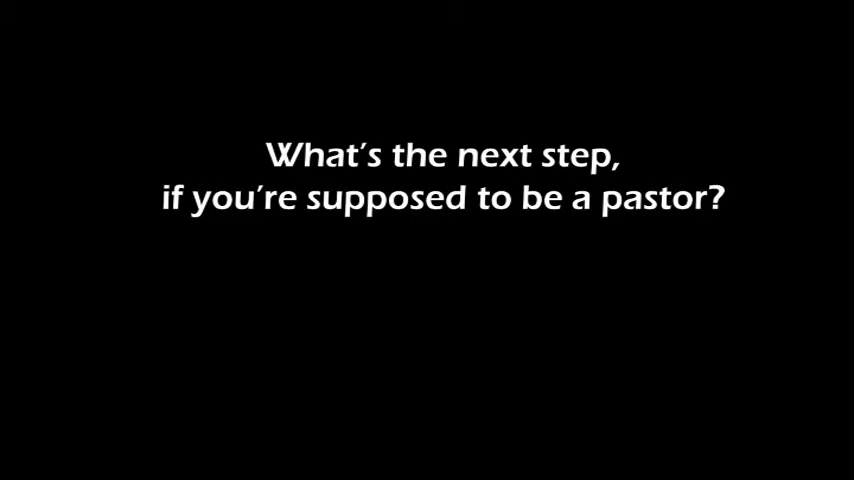 What's the next step,
if you're supposed to be a pastor?